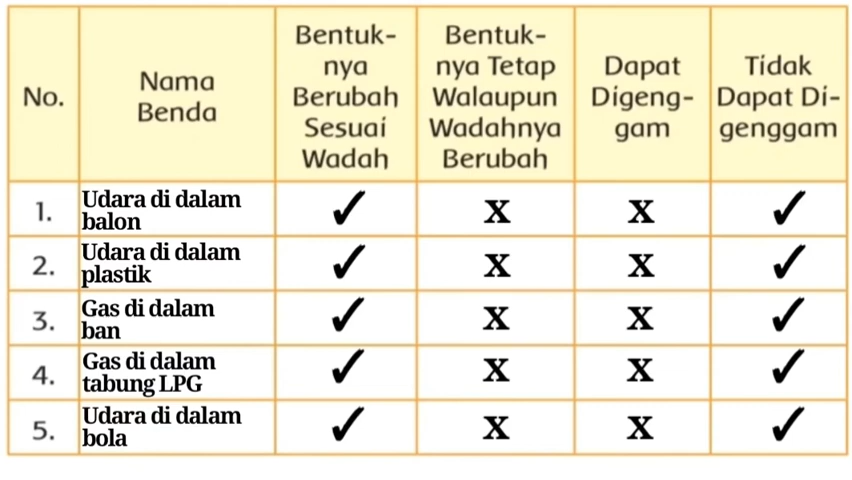 No.
Nama
Benda
Bentuk-
nya
Berubah
Sesuai
Wadah
Bentuk-
nya Tetap
Walaupun
Wadahnya
Berubah
Dapat
Digeng-
gam
Tidak
Dapat Di-
genggam
1.
Udara di dalam
balon
✓ x x ✓
2.
Udara di dalam
plastik
✓ x x ✓
3.
Gas di dalam
ban
✓ x x ✓
4.
Gas di dalam
tabung LPG
✓ x x ✓
5.
Udara di dalam
bola
✓ x x ✓